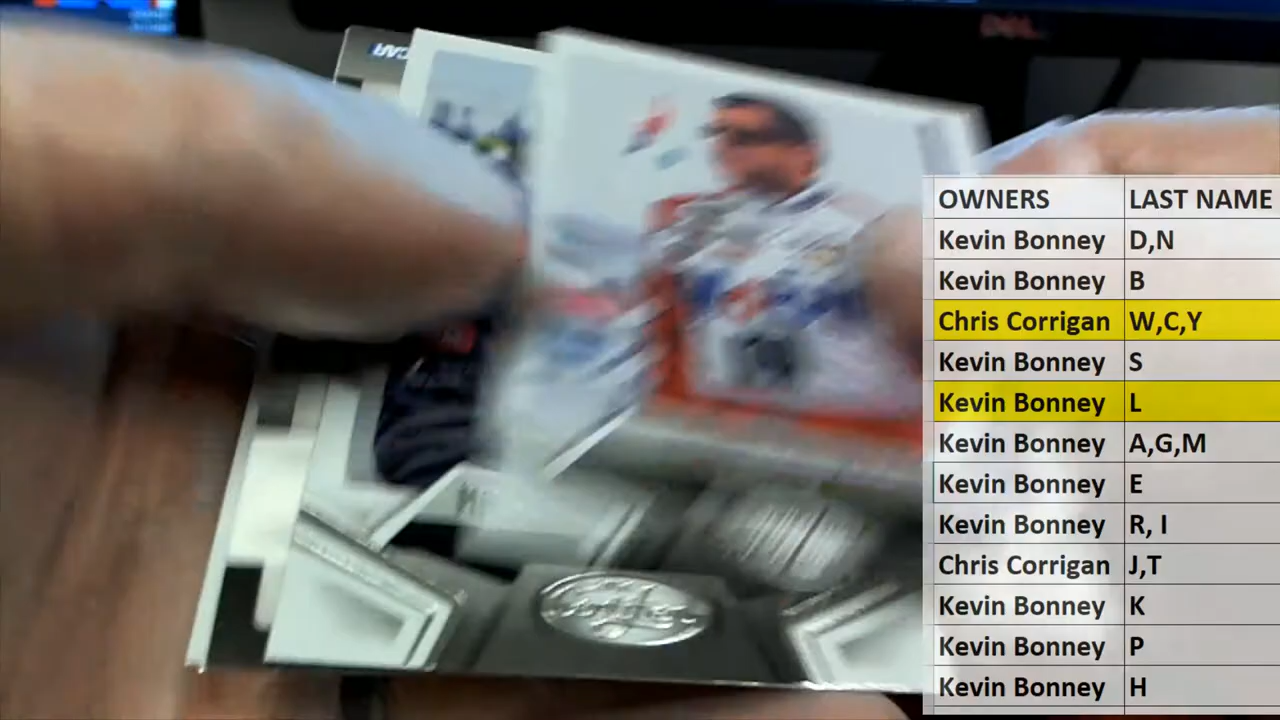 DELL
OWNERS LAST NAME
Kevin Bonney D,N
Kevin Bonney B
Chris Corrigan W,C,Y
Kevin Bonney S
Kevin Bonney L
Kevin Bonney A,G,M
Kevin Bonney E
Kevin Bonney R, I
Chris Corrigan J,T
Kevin Bonney K
Kevin Bonney P
Kevin Bonney H